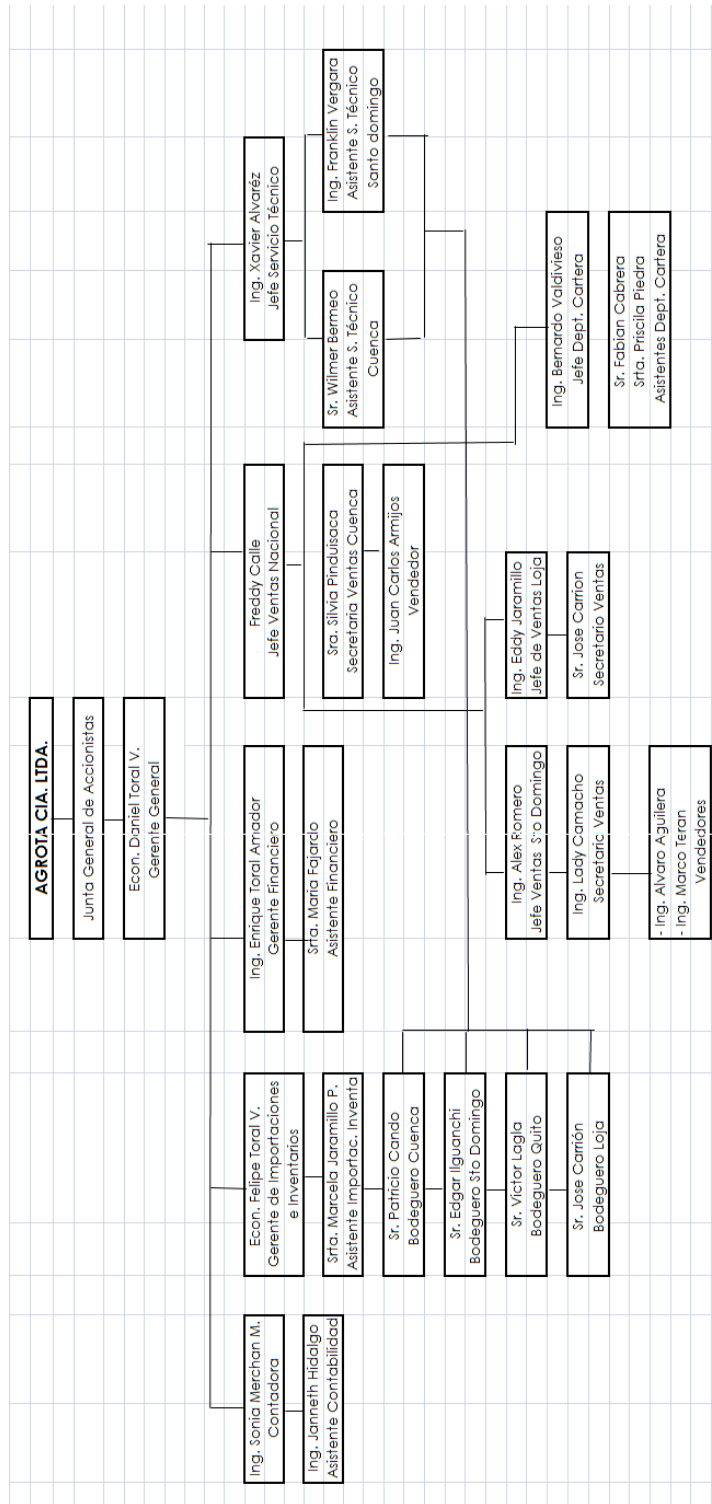 AGROTA CIA. LTDA.
Junta General de Accionistas
Econ. Daniel Toral V.
Gerente General
Ing. Sonia Merchan M.
Contadora
Ing. Janneth Hidalgo
Asistente Contabilidad
Econ. Felipe Toral V.
Gerente de Importaciones
e Inventarios
Srta. Marcela Jaramillo P.
Asistente Importac. Inventa
Sr. Patricio Cando
Bodeguero Cuenca
Sr. Edgar Ilguanchi
Bodeguero Sto Domingo
Sr. Victor Lagla
Bodeguero Quito
Sr. Jose Carrión
Bodeguero Loja
Ing. Enrique Toral Amador
Gerente Financiero
Srta. Maria Fajardo
Asistente Financiero
Freddy Calle
Jefe Ventas Nacional
Sra. Silvia Pinduisaca
Secretaria Ventas Cuenca
Ing. Juan Carlos Armijos
Vendedor
Ing. Alex Romero
Jefe Ventas Domingo
Ing. Lady Camacho
Secretaria Ventas
- Ing. Alvaro Aguilera
- Ing. Marco Teran
Vendedores
Ing. Eddy Jaramillo
Jefe de Ventas Loja
Sr. Jose Carrion
Secretario Ventas
Ing. Xavier Alvaréz
Jefe Servicio Técnico
Sr. Wilmer Bermeo
Asistente S. Técnico
Cuenca
Ing. Franklin Vergara
Asistente S. Técnico
Santo domingo
Ing. Bernardo Valdivieso
Jefe Dept. Cartera
Sr. Fabian Cabrera
Srta. Priscila Piedra
Asistentes Dept. Cartera